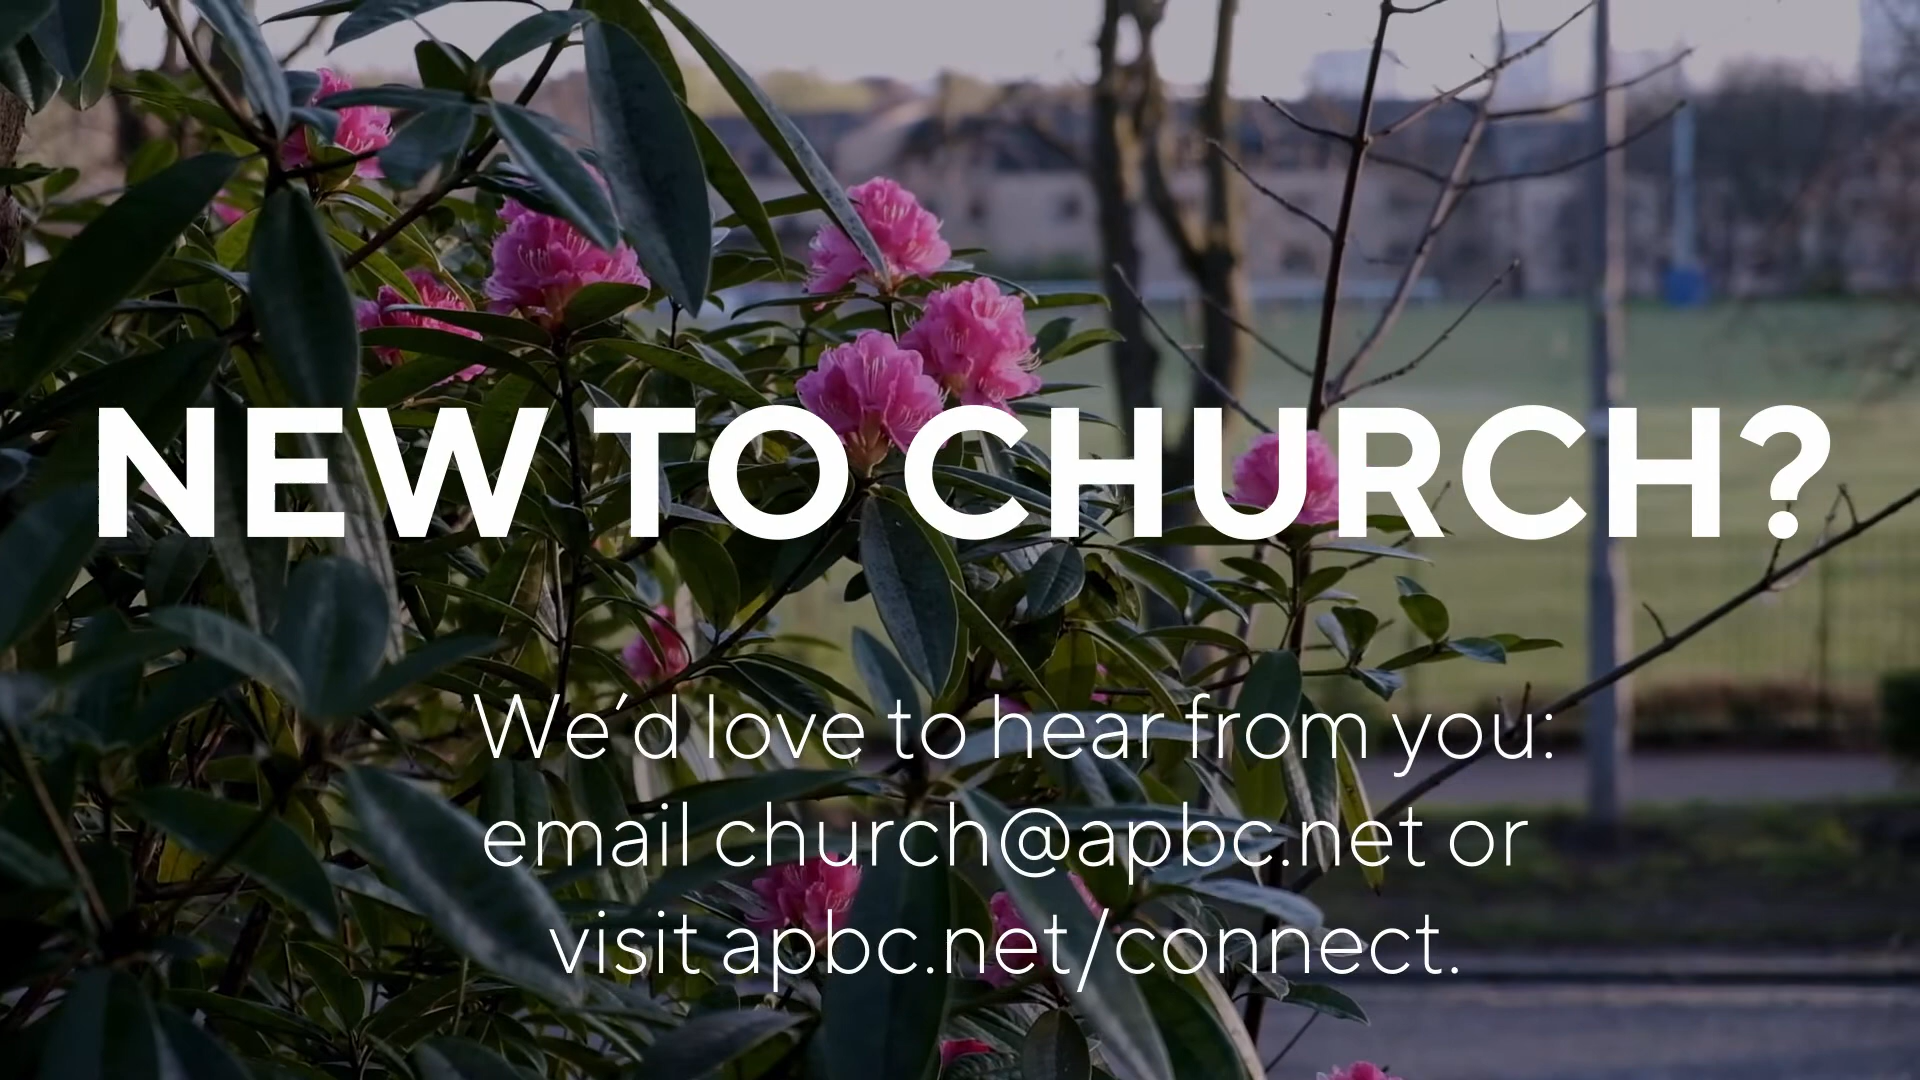 NEW TO CHURCH?
We'd love to hear from you:
email church@apbc.net or
visit apbc.net/connect.